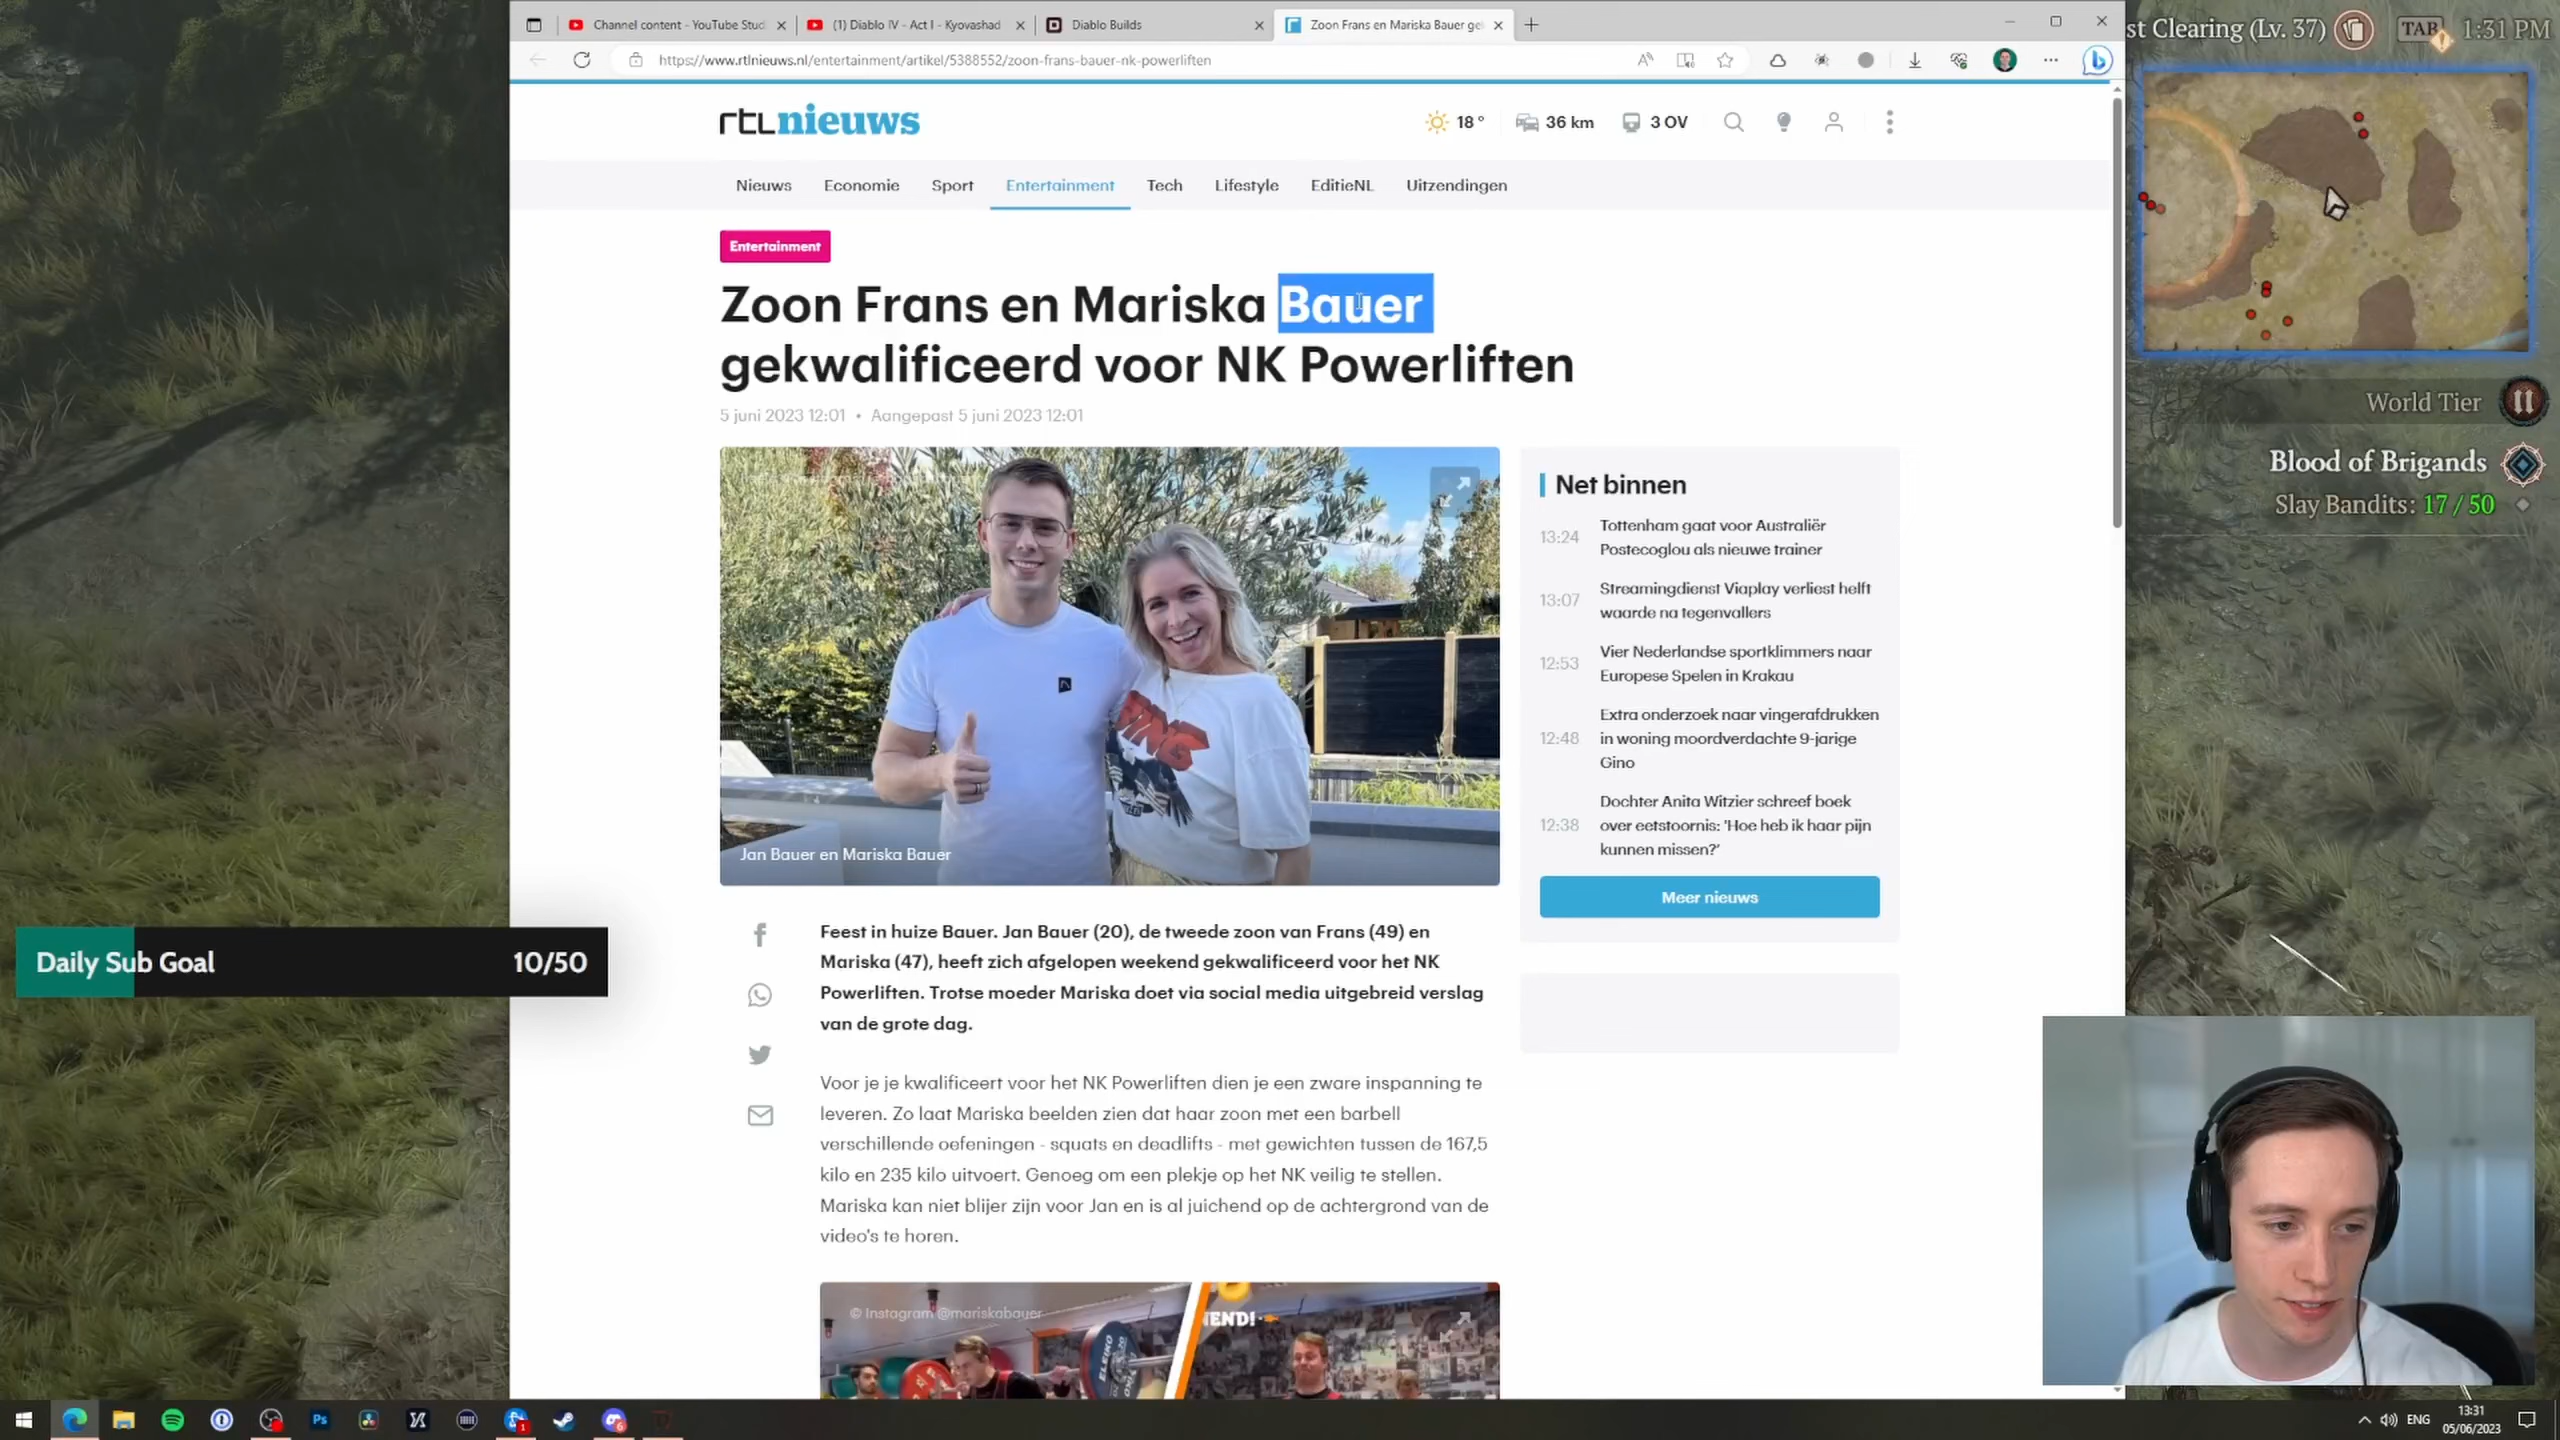 Channel content - YouTube Stud
(1) Diablo IV - Act I - Kyovashad
Diablo Builds
Zoon Frans en Mariska Bauer ge
https://www.rtlnieuws.nl/entertainment/artikel/5388552/zoon-frans-bauer-nk-powerliften
st Clearing (Lv. 37)
TAB
1:31 PM
rtlnieuws
18°
36 km
3 OV
Nieuws
Economie
Sport
Entertainment
Tech
Lifestyle
EditieNL
Uitzendingen
Entertainment
Zoon Frans en Mariska Bauer
gekwalificeerd voor NK Powerliften
5 juni 2023 12:01 • Aangepast 5 juni 2023 12:01
World Tier
II
Blood of Brigands
Slay Bandits: 17 / 50
Jan Bauer en Mariska Bauer
Net binnen
13:24
Tottenham gaat voor Australiër
Postecoglou als nieuwe trainer
13:07
Streamingdienst Viaplay verliest helft
waarde na tegenvallers
12:53
Vier Nederlandse sportklimmers naar
Europese Spelen in Krakau
12:48
Extra onderzoek naar vingerafdrukken
in woning moordverdachte 9-jarige
Gino
12:38
Dochter Anita Witzier schreef boek
over eetstoornis: 'Hoe heb ik haar pijn
kunnen missen?'
Meer nieuws
Daily Sub Goal
10/50
Feest in huize Bauer. Jan Bauer (20), de tweede zoon van Frans (49) en
Mariska (47), heeft zich afgelopen weekend gekwalificeerd voor het NK
Powerliften. Trotse moeder Mariska doet via social media uitgebreid verslag
van de grote dag.
Voor je je kwalificeert voor het NK Powerliften dien je een zware inspanning te
leveren. Zo laat Mariska beelden zien dat haar zoon met een barbell
verschillende oefeningen - squats en deadlifts - met gewichten tussen de 167,5
kilo en 235 kilo uitvoert. Genoeg om een plekje op het NK veilig te stellen.
Mariska kan niet blijer zijn voor Jan en is al juichend op de achtergrond van de
video's te horen.
© Instagram @mariskabauer
ELEIKO
ENG
13:31
05/06/2023